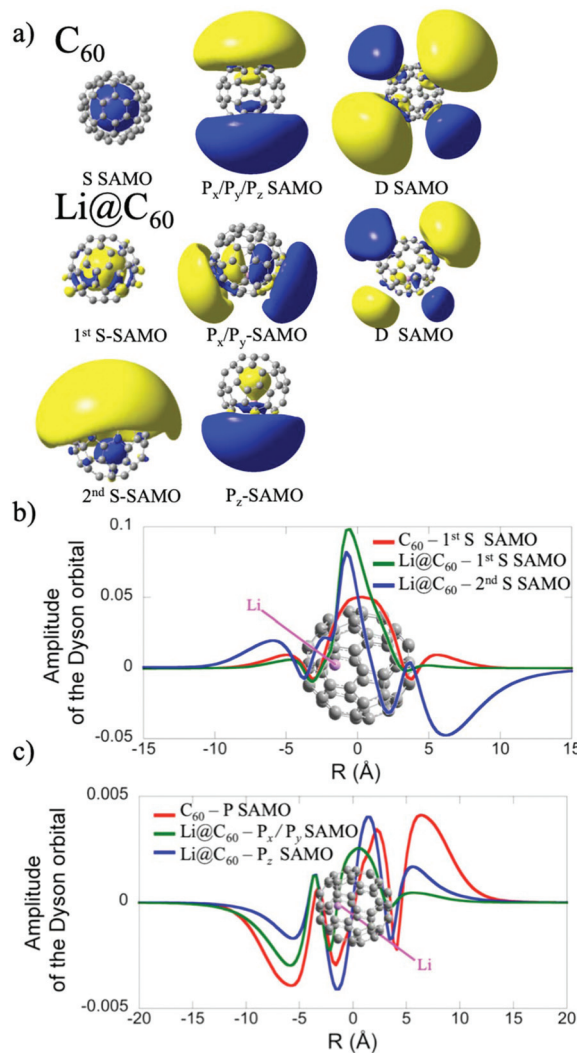 a)
C60
S SAMO
Px/Py/Pz SAMO
D SAMO
Li@C60
1st S-SAMO
Px/Py-SAMO
D SAMO
2nd S-SAMO
Pz-SAMO
b)
Amplitude
of the Dyson orbital
0.1
0.05
0
-0.05
C60 – 1st S SAMO
Li@C60 – 1st S SAMO
Li@C60 – 2nd S SAMO
Li
-15 -10 -5 0 5 10 15
R (Å)
c)
Amplitude
of the Dyson orbital
0.005
0
-0.005
C60 – P SAMO
Li@C60 – Px/Py SAMO
Li@C60 – Pz SAMO
Li
-20 -15 -10 -5 0 5 10 15 20
R (Å)